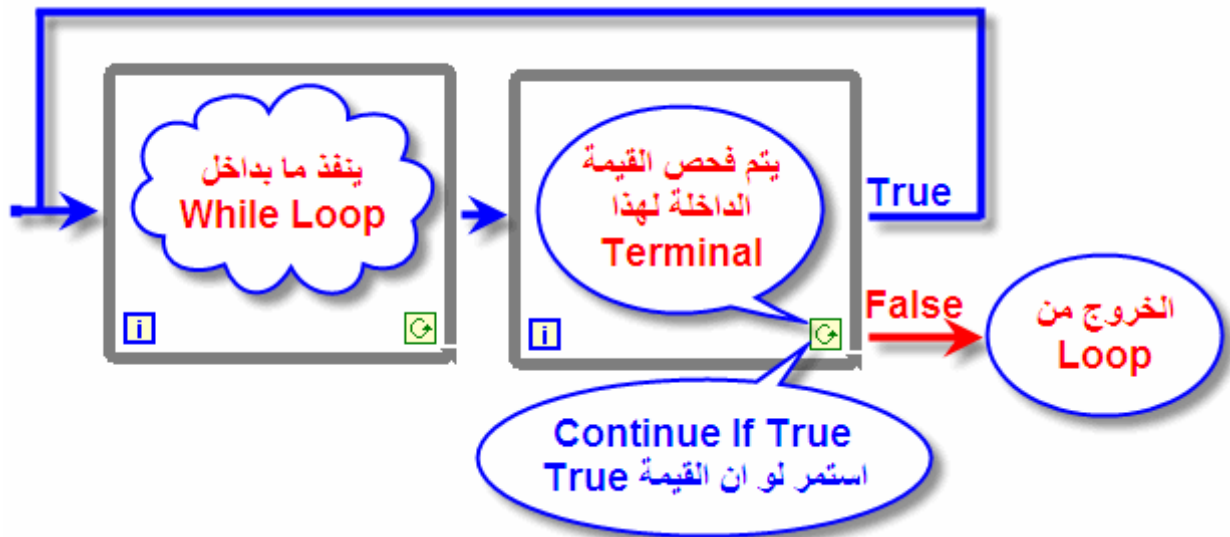 ينفذ ما بداخل
While Loop
i
يتم فحص القيمة
الداخلة لهذا
Terminal
i
True
False
الخروج من
Loop
Continue If True
استمر لو ان القيمة True